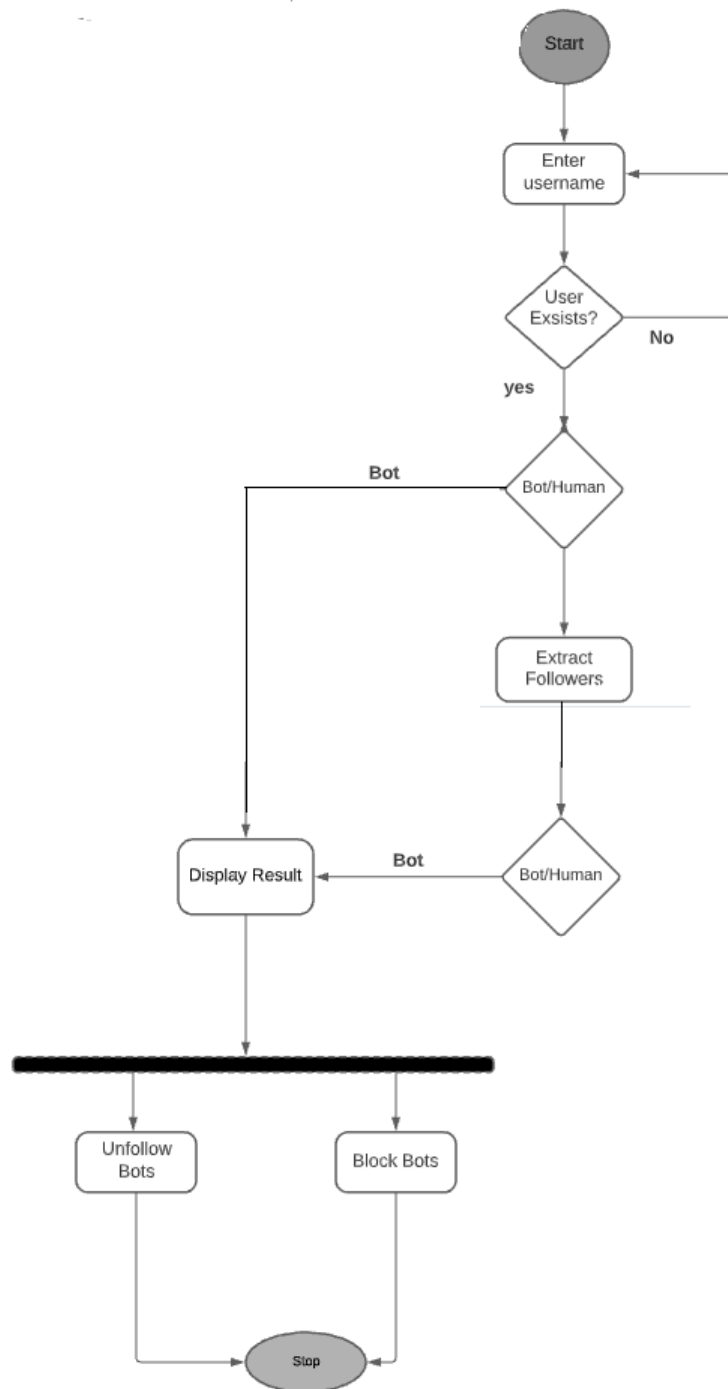 Start
Enter
username
User
Exsists?
No
yes
Bot
Bot/Human
Extract
Followers
Display Result
Bot
Bot/Human
Unfollow
Bots
Block Bots
Stop